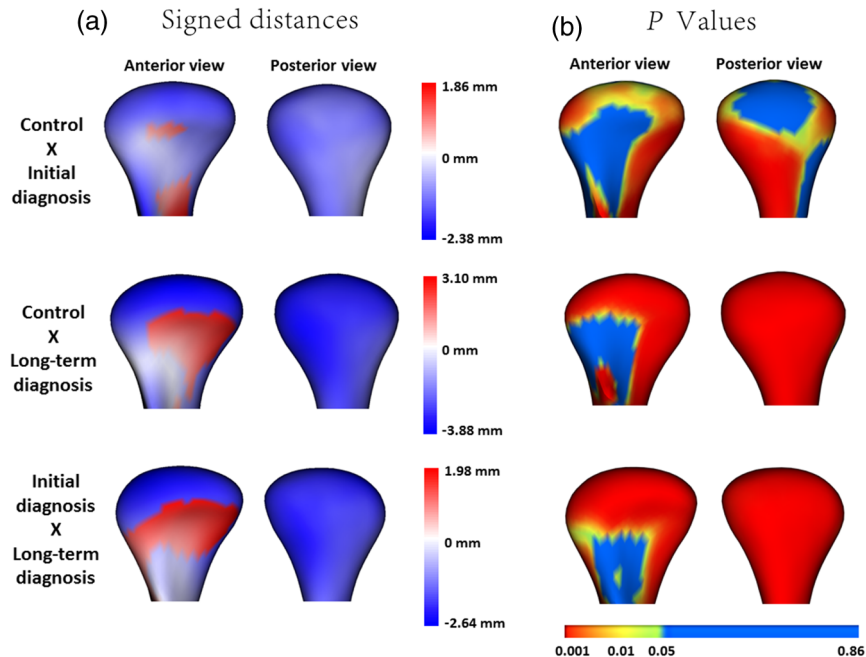 (a) Signed distances
(b) P Values
Anterior view Posterior view
Anterior view Posterior view
Control
X
Initial
diagnosis
1.86 mm
0 mm
-2.38 mm
Control
X
Long-term
diagnosis
3.10 mm
0 mm
-3.88 mm
Initial
diagnosis
X
Long-term
diagnosis
1.98 mm
0 mm
-2.64 mm
0.001 0.01 0.05 0.86